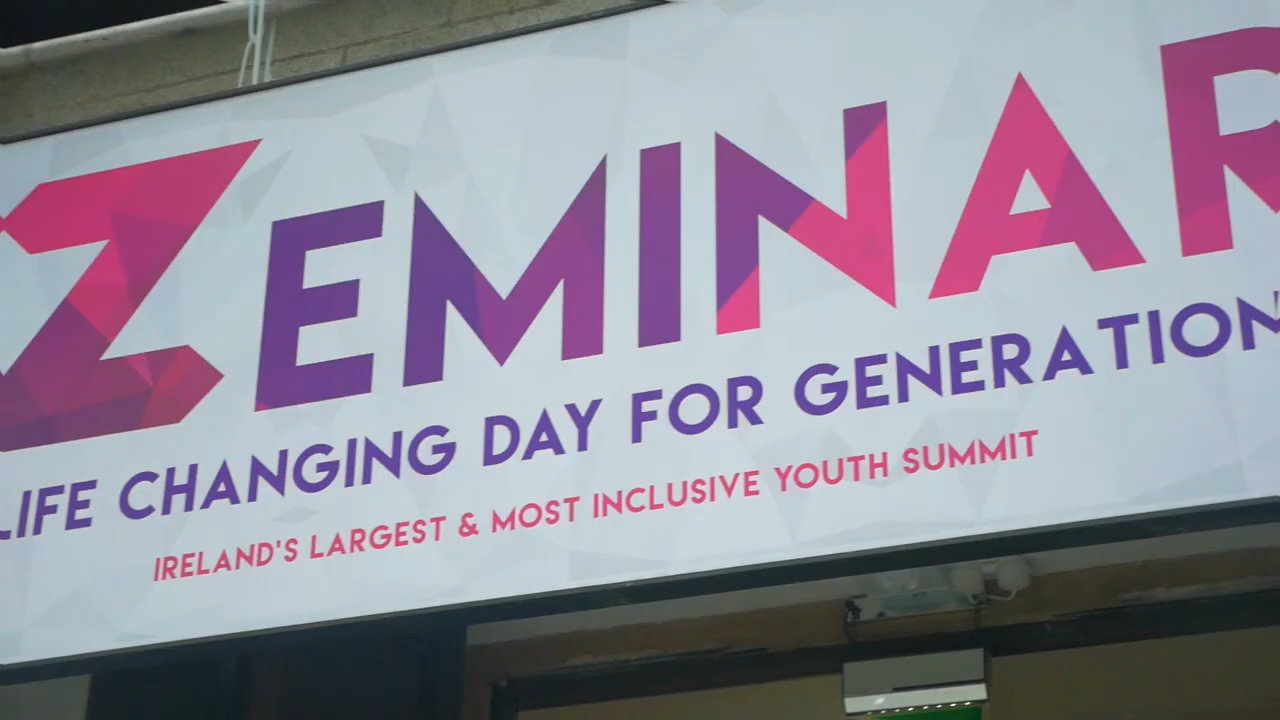 ZEMINAR
LIFE CHANGING DAY FOR GENERATION
IRELAND'S LARGEST & MOST INCLUSIVE YOUTH SUMMIT